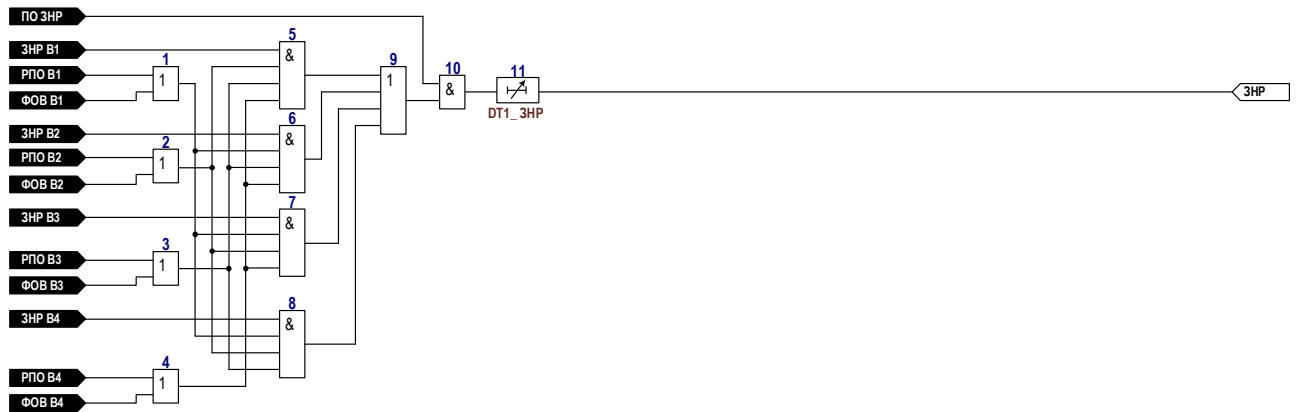 ПО ЗНР
ЗНР В1
РПО В1
ФОВ В1
ЗНР В2
РПО В2
ФОВ В2
ЗНР В3
РПО В3
ФОВ В3
ЗНР В4
РПО В4
ФОВ В4
1
1
2
1
3
1
4
1
5
&
6
&
7
&
8
&
9
1
10
&
11
DT1_ЗНР
ЗНР